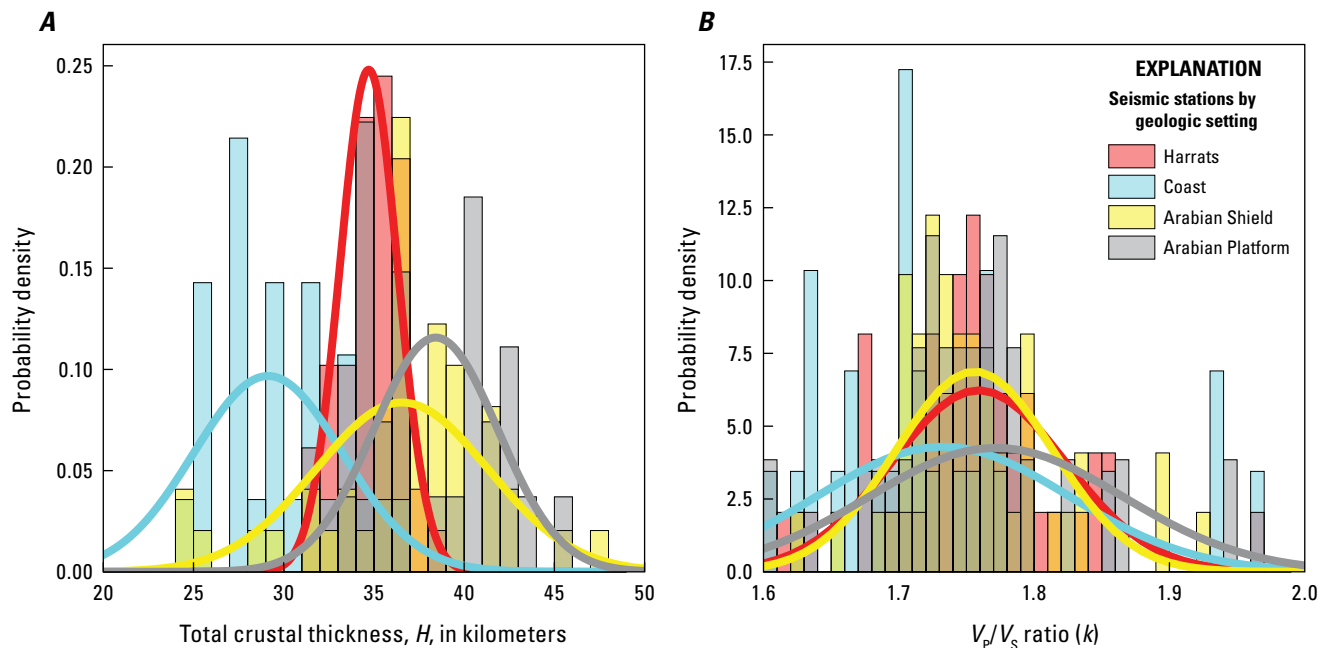 A
Probability density
0.25
0.20
0.15
0.10
0.05
0.00
20
25
30
35
40
45
50
Total crustal thickness, H, in kilometers
B
Probability density
17.5
15.0
12.5
10.0
7.5
5.0
2.5
0.0
1.6
1.7
1.8
1.9
2.0
VP/VS ratio (k)
EXPLANATION
Seismic stations by
geologic setting
Harrats
Coast
Arabian Shield
Arabian Platform